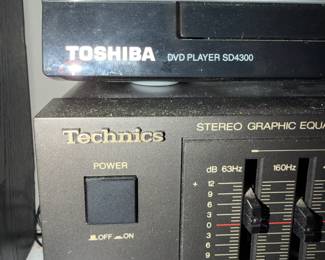 TOSHIBA DVD PLAYER SD4300
Technics STEREO GRAPHIC EQUA
POWER
dB 63Hz 160Hz
+ 12
9
6
3
0
3
6
9
OFF ON